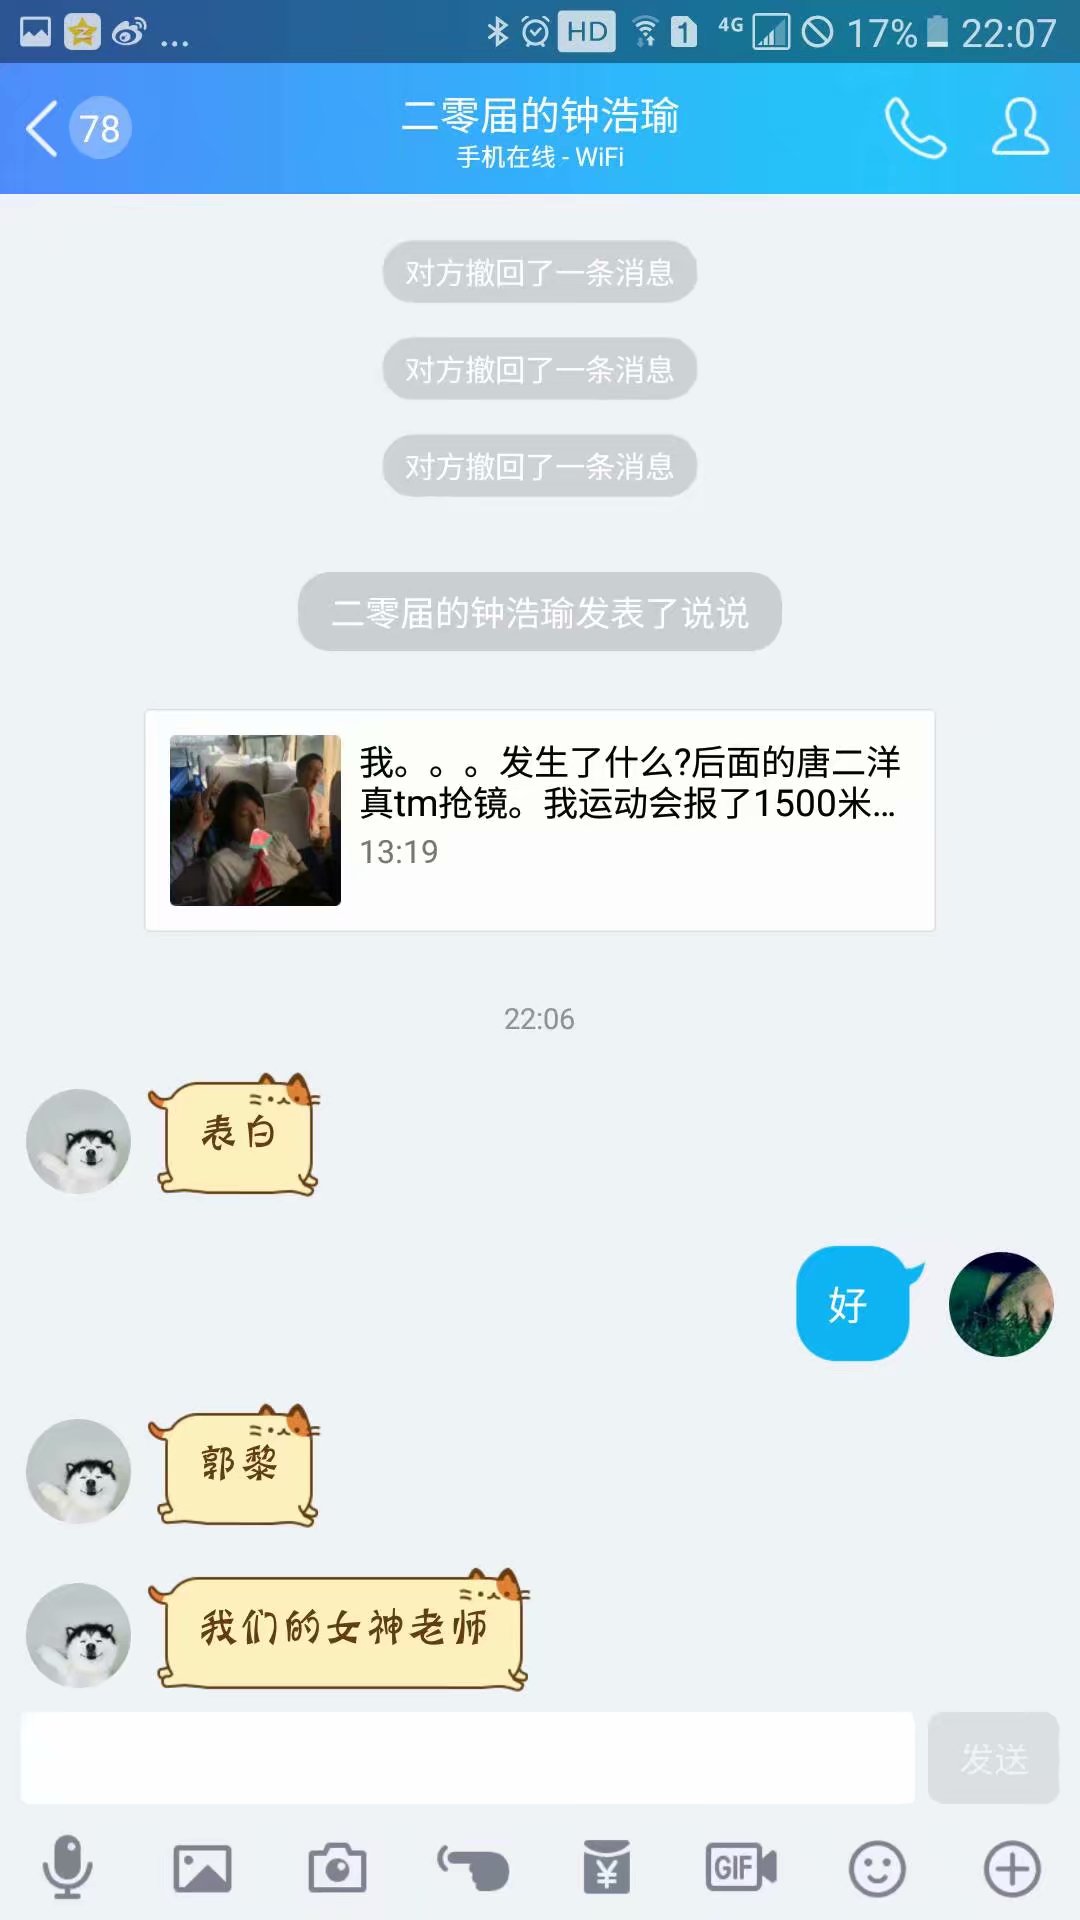 ... HD 1 4G 17% 22:07
78
二零届的钟浩瑜
手机在线 - WiFi
对方撤回了一条消息
对方撤回了一条消息
对方撤回了一条消息
二零届的钟浩瑜发表了说说
我。。。发生了什么?后面的唐二洋
真tm抢镜。我运动会报了1500米...
13:19
22:06
表白
好
郭黎
我们的女神老师
发送
GIF